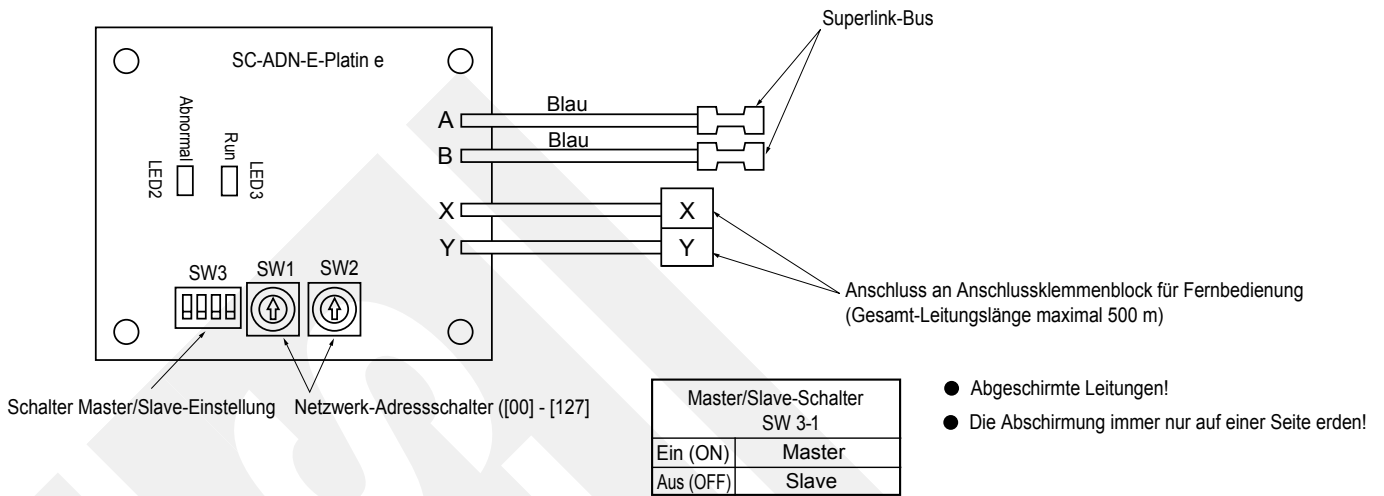 Superlink-Bus
SC-ADN-E-Platin e
A
Blau
B
Blau
Abnormal
Run
LED2
LED3
X
X
Y
Y
SW3
SW1
SW2
Anschluss an Anschlussklemmenblock für Fernbedienung
(Gesamt-Leitungslänge maximal 500 m)
Schalter Master/Slave-Einstellung
Netzwerk-Adressschalter ([00] - [127]
Master/Slave-Schalter
SW 3-1
Ein (ON) Master
Aus (OFF) Slave
● Abgeschirmte Leitungen!
● Die Abschirmung immer nur auf einer Seite erden!